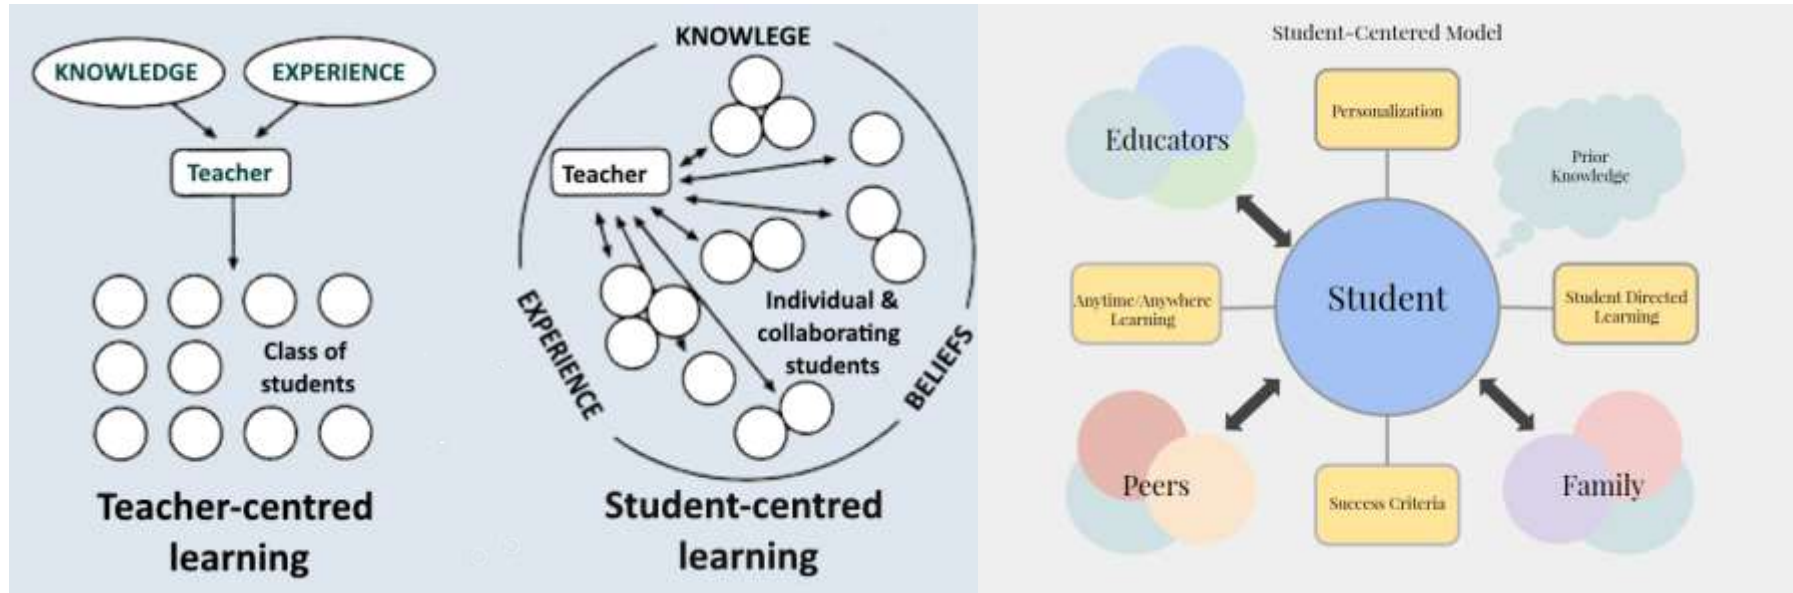 KNOWLEDGE
EXPERIENCE
Teacher
Class of
students
Teacher-centred
learning
KNOWLEGE
Teacher
Individual &
collaborating
students
EXPERIENCE
BELIEFS
Student-centred
learning
Student-Centered Model
Educators
Personalization
Prior
Knowledge
Anytime/Anywhere
Learning
Student
Student Directed
Learning
Peers
Success Criteria
Family